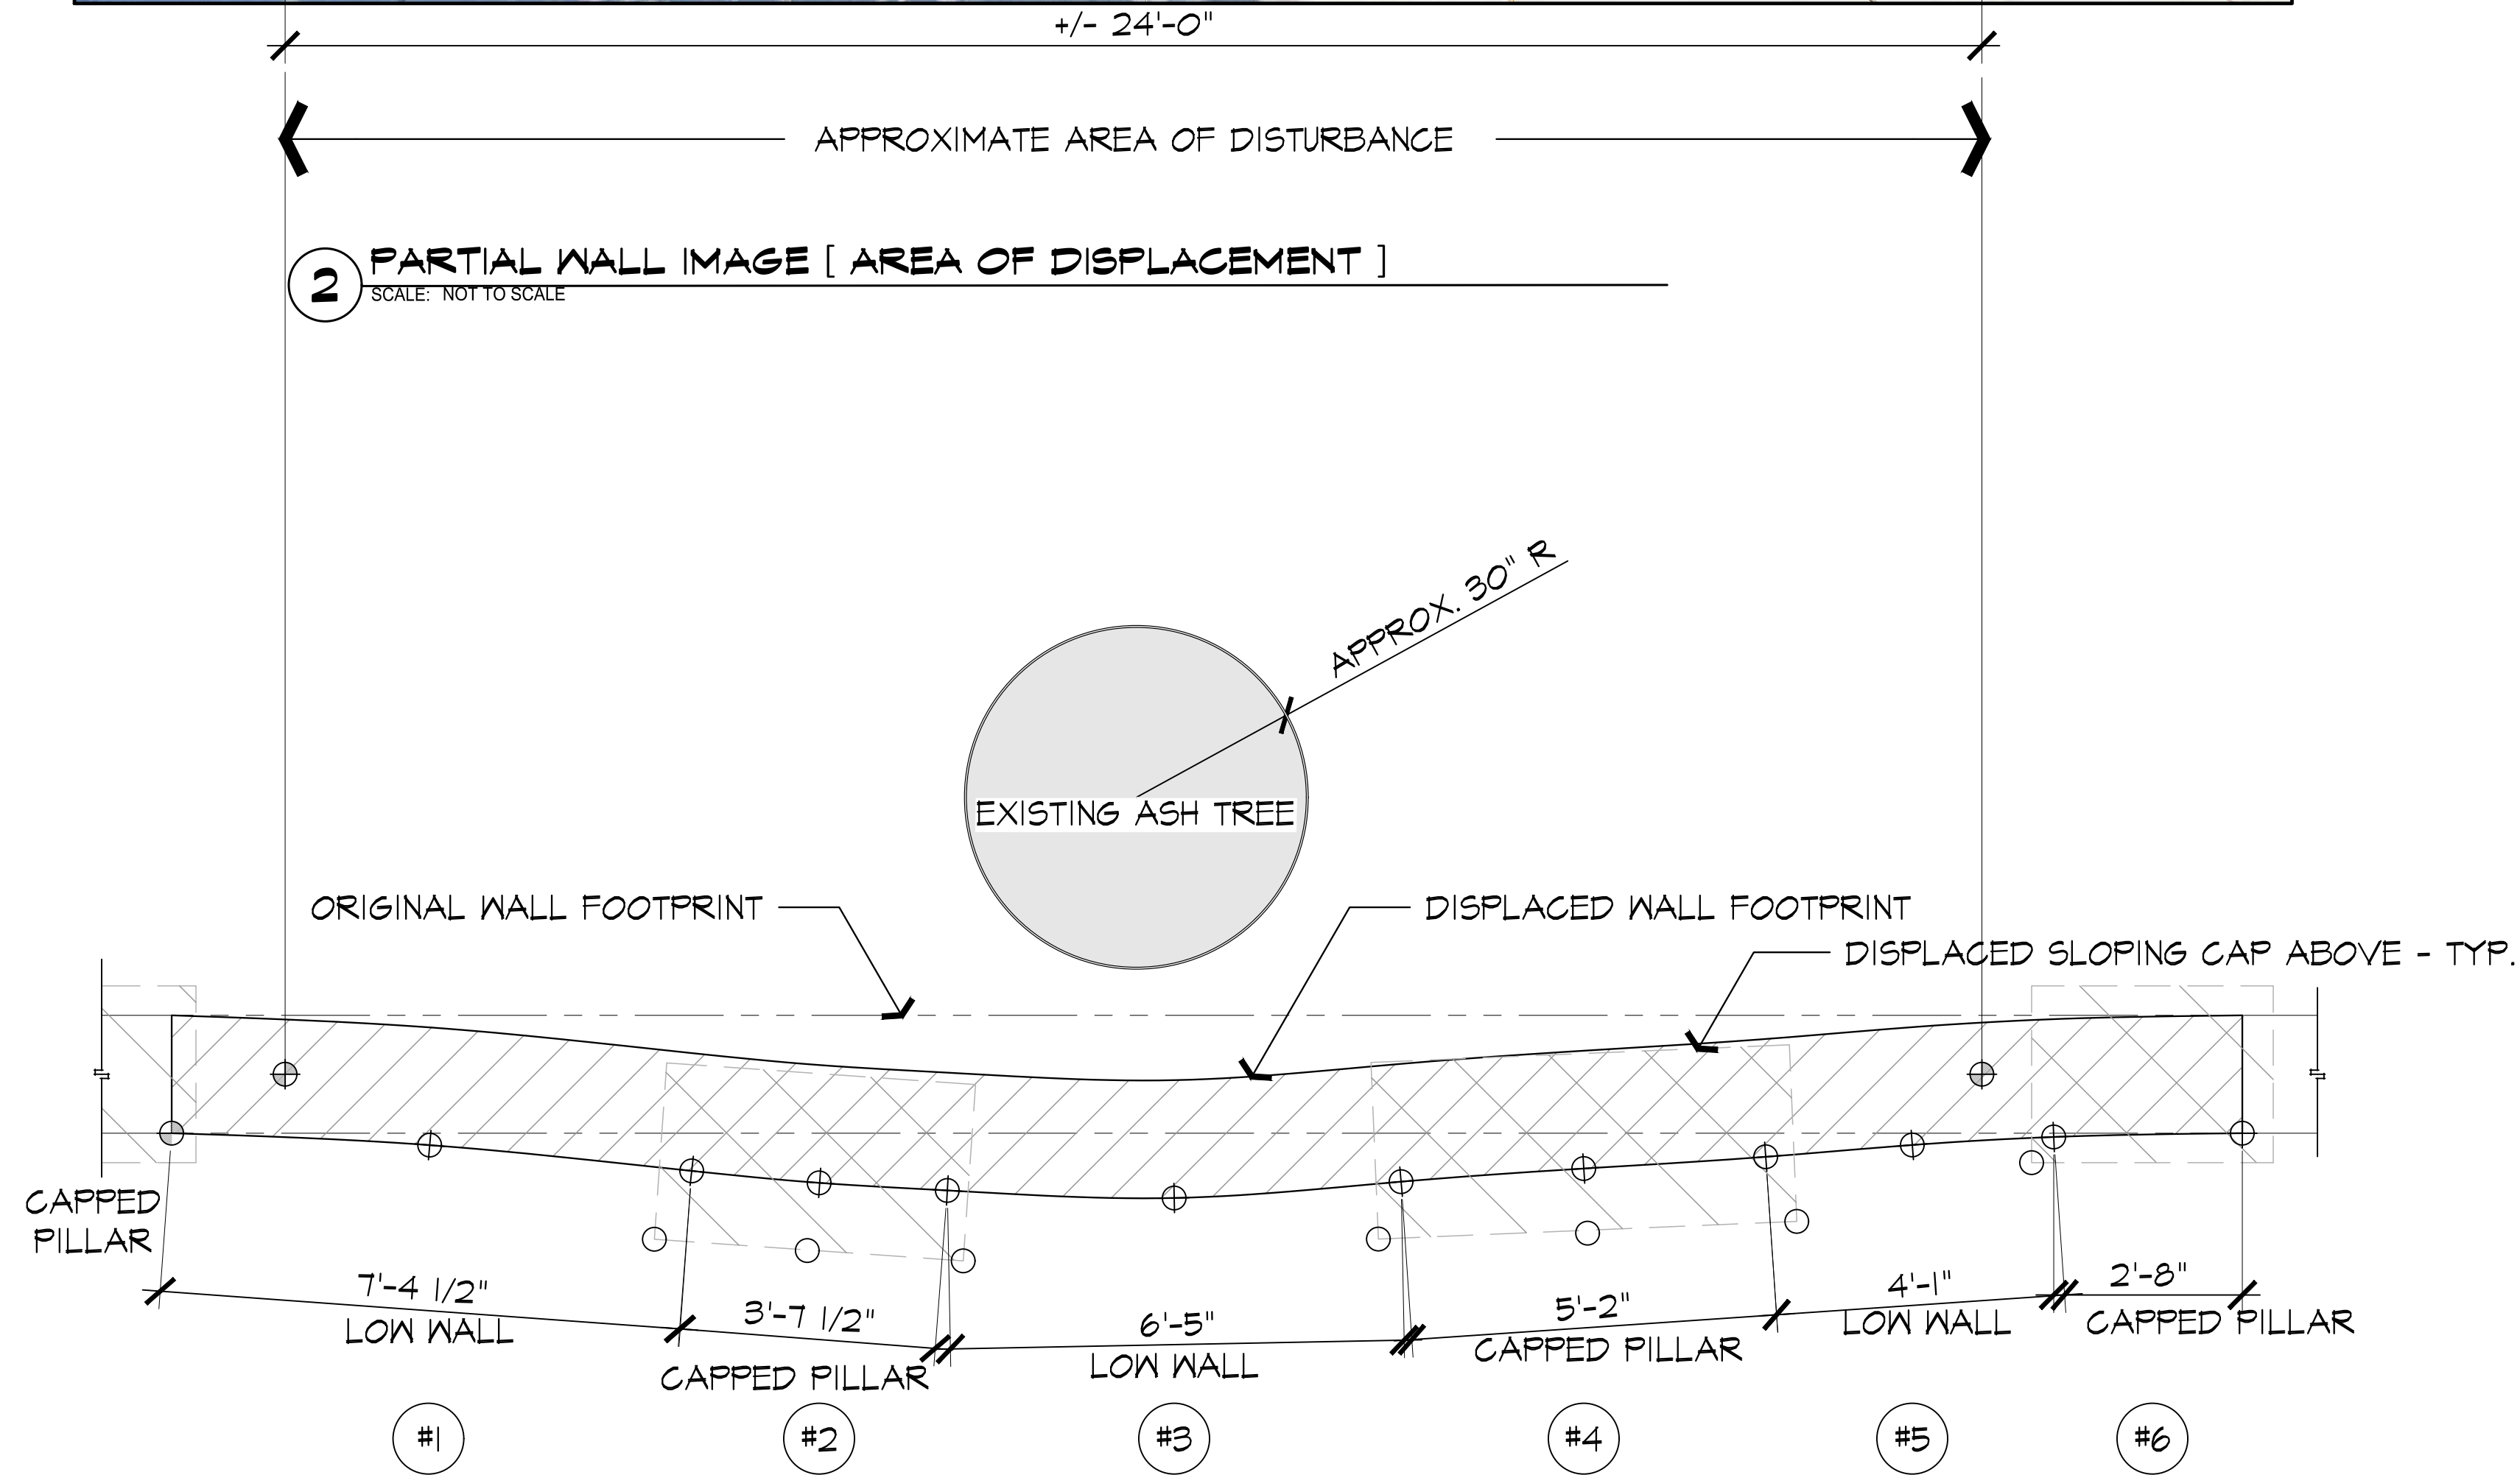 +/- 24'-0"
APPROXIMATE AREA OF DISTURBANCE
2
PARTIAL WALL IMAGE [ AREA OF DISPLACEMENT ]
SCALE: NOT TO SCALE
APPROX. 30" R
EXISTING ASH TREE
ORIGINAL WALL FOOTPRINT
DISPLACED WALL FOOTPRINT
DISPLACED SLOPING CAP ABOVE - TYP.
CAPPED
PILLAR
7'-4 1/2"
LOW WALL
3'-7 1/2"
CAPPED PILLAR
6'-5"
LOW WALL
5'-2"
CAPPED PILLAR
4'-1"
LOW WALL
2'-8"
CAPPED PILLAR
#1
#2
#3
#4
#5
#6